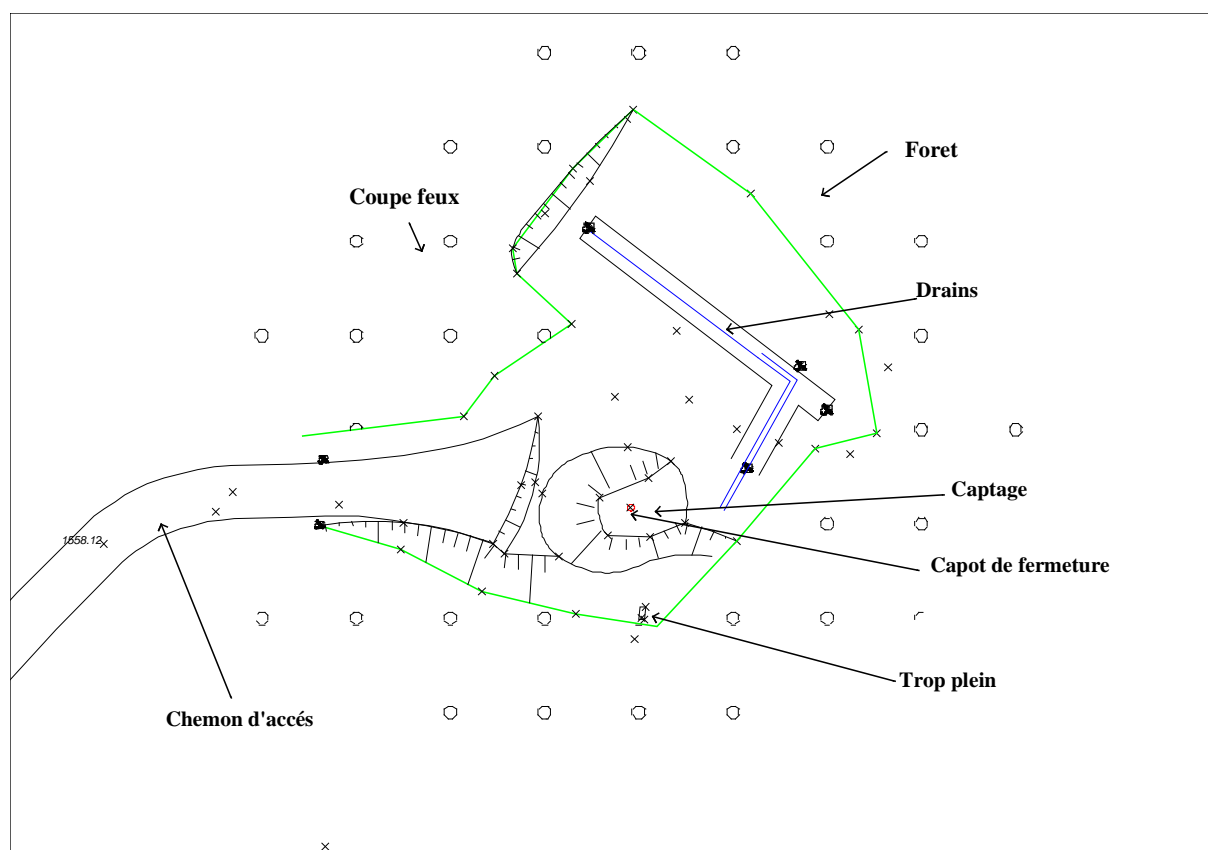 Foret
Coupe feux
Drains
Captage
1558.12
Capot de fermeture
Trop plein
Chemon d'accés